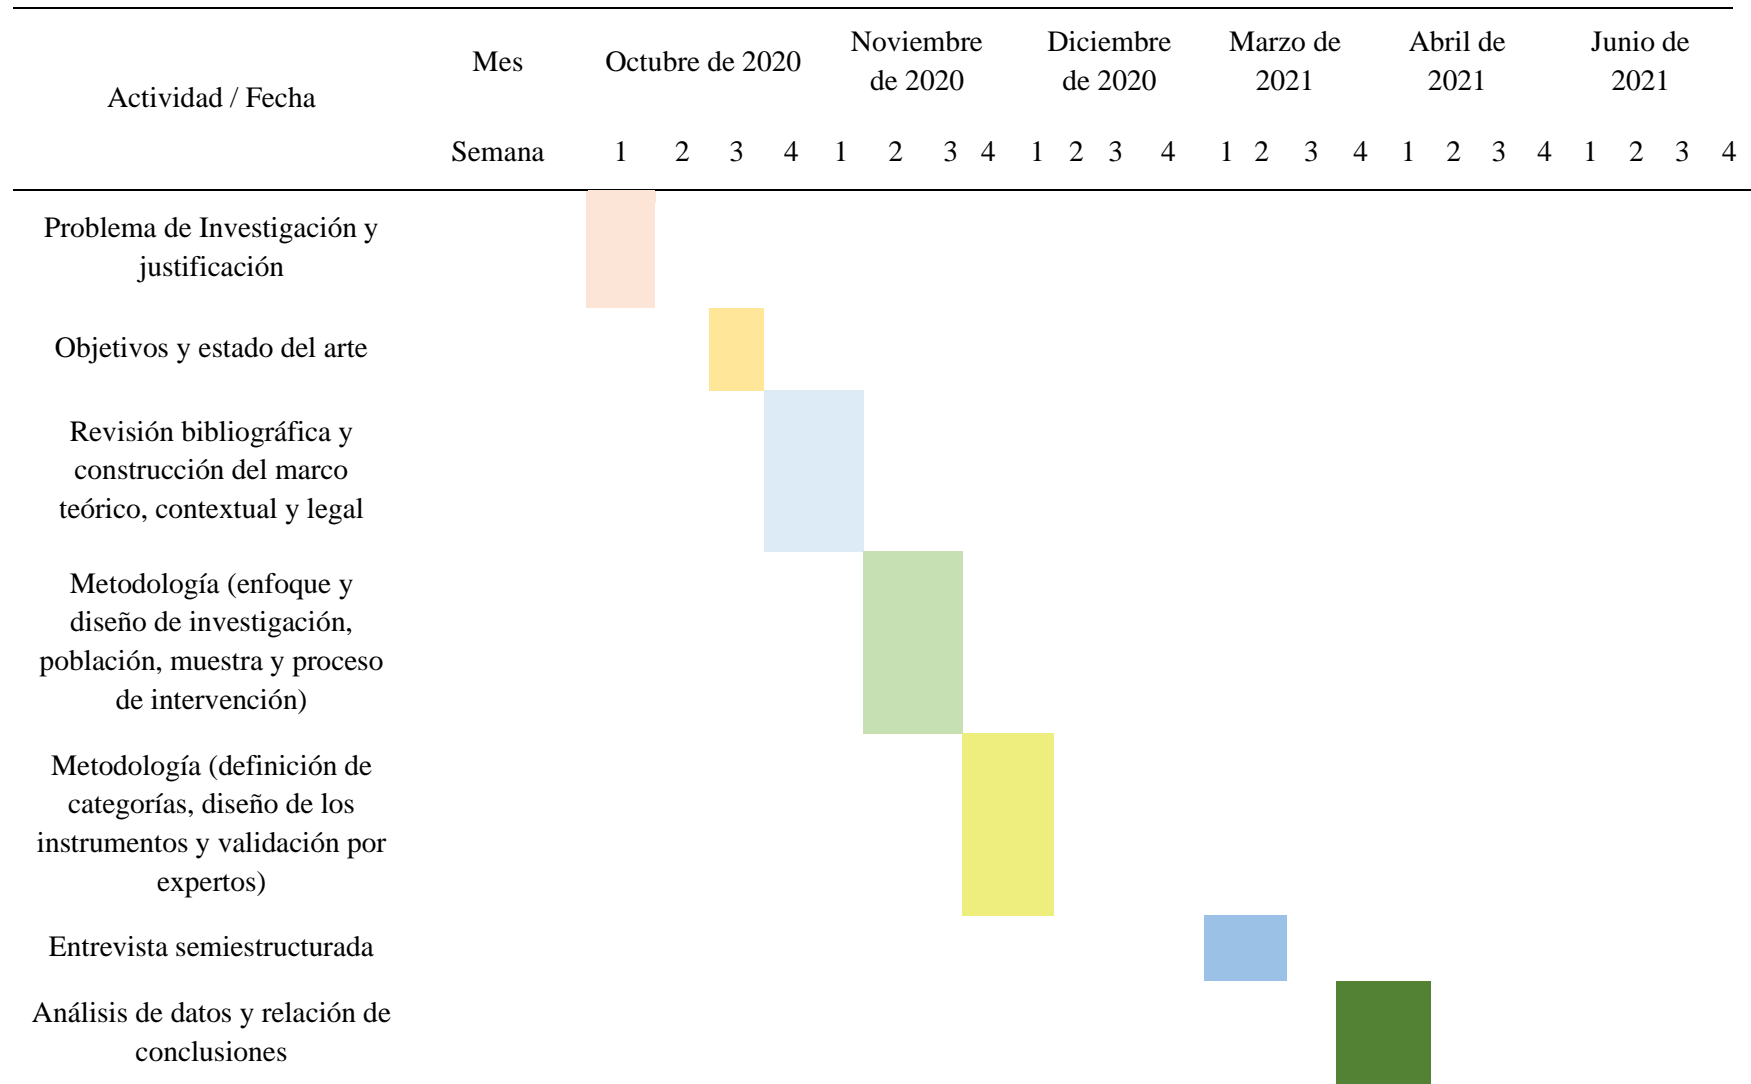 Actividad / Fecha
Mes
Octubre de 2020
Noviembre
de 2020
Diciembre
de 2020
Marzo de
2021
Abril de
2021
Junio de
2021
Semana 1 2 3 4 1 2 3 4 1 2 3 4 1 2 3 4 1 2 3 4 1 2 3 4
Problema de Investigación y
justificación
Objetivos y estado del arte
Revisión bibliográfica y
construcción del marco
teórico, contextual y legal
Metodología (enfoque y
diseño de investigación,
población, muestra y proceso
de intervención)
Metodología (definición de
categorías, diseño de los
instrumentos y validación por
expertos)
Entrevista semiestructurada
Análisis de datos y relación de
conclusiones